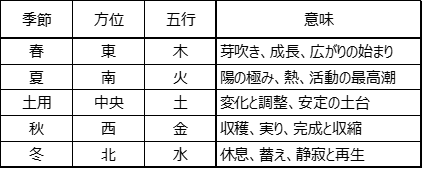 季節 方位 五行 意味
春 東 木 芽吹き、成長、広がりの始まり
夏 南 火 陽の極み、熱、活動の最高潮
土用 中央 土 変化と調整、安定の土台
秋 西 金 収穫、実り、完成と収縮
冬 北 水 休息、蓄え、静寂と再生